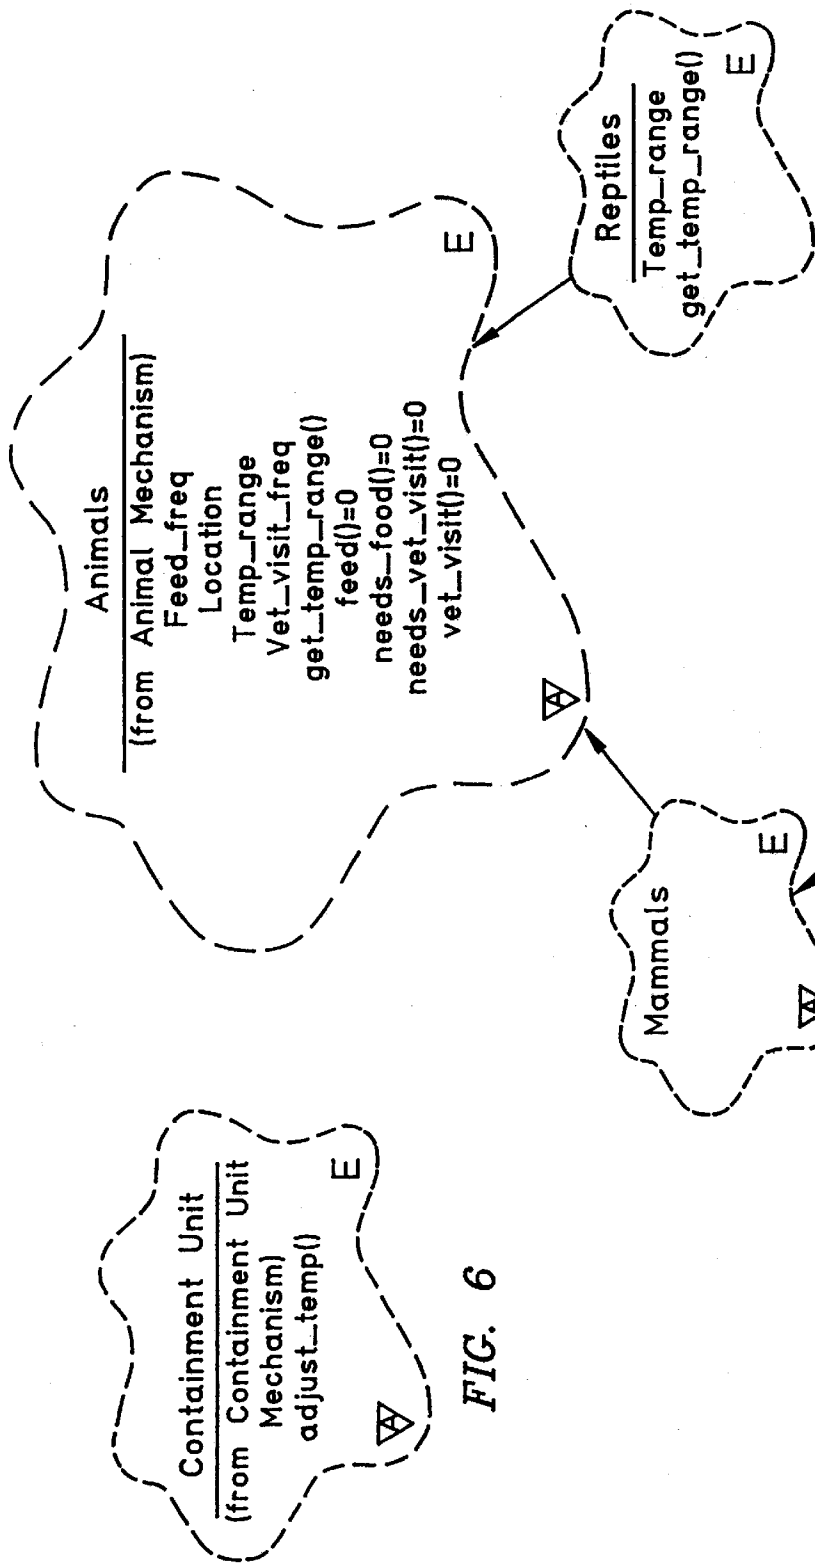 Containment Unit
(from Containment Unit
Mechanism)
adjust_temp()
E
A
FIG. 6
Animals
(from Animal Mechanism)
Feed_freq
Location
Temp_range
Vet_visit_freq
get_temp_range()
feed()=0
needs_food()=0
needs_vet_visit()=0
vet_visit()=0
E
A
Mammals
E
A
Reptiles
Temp_range
get_temp_range()
E